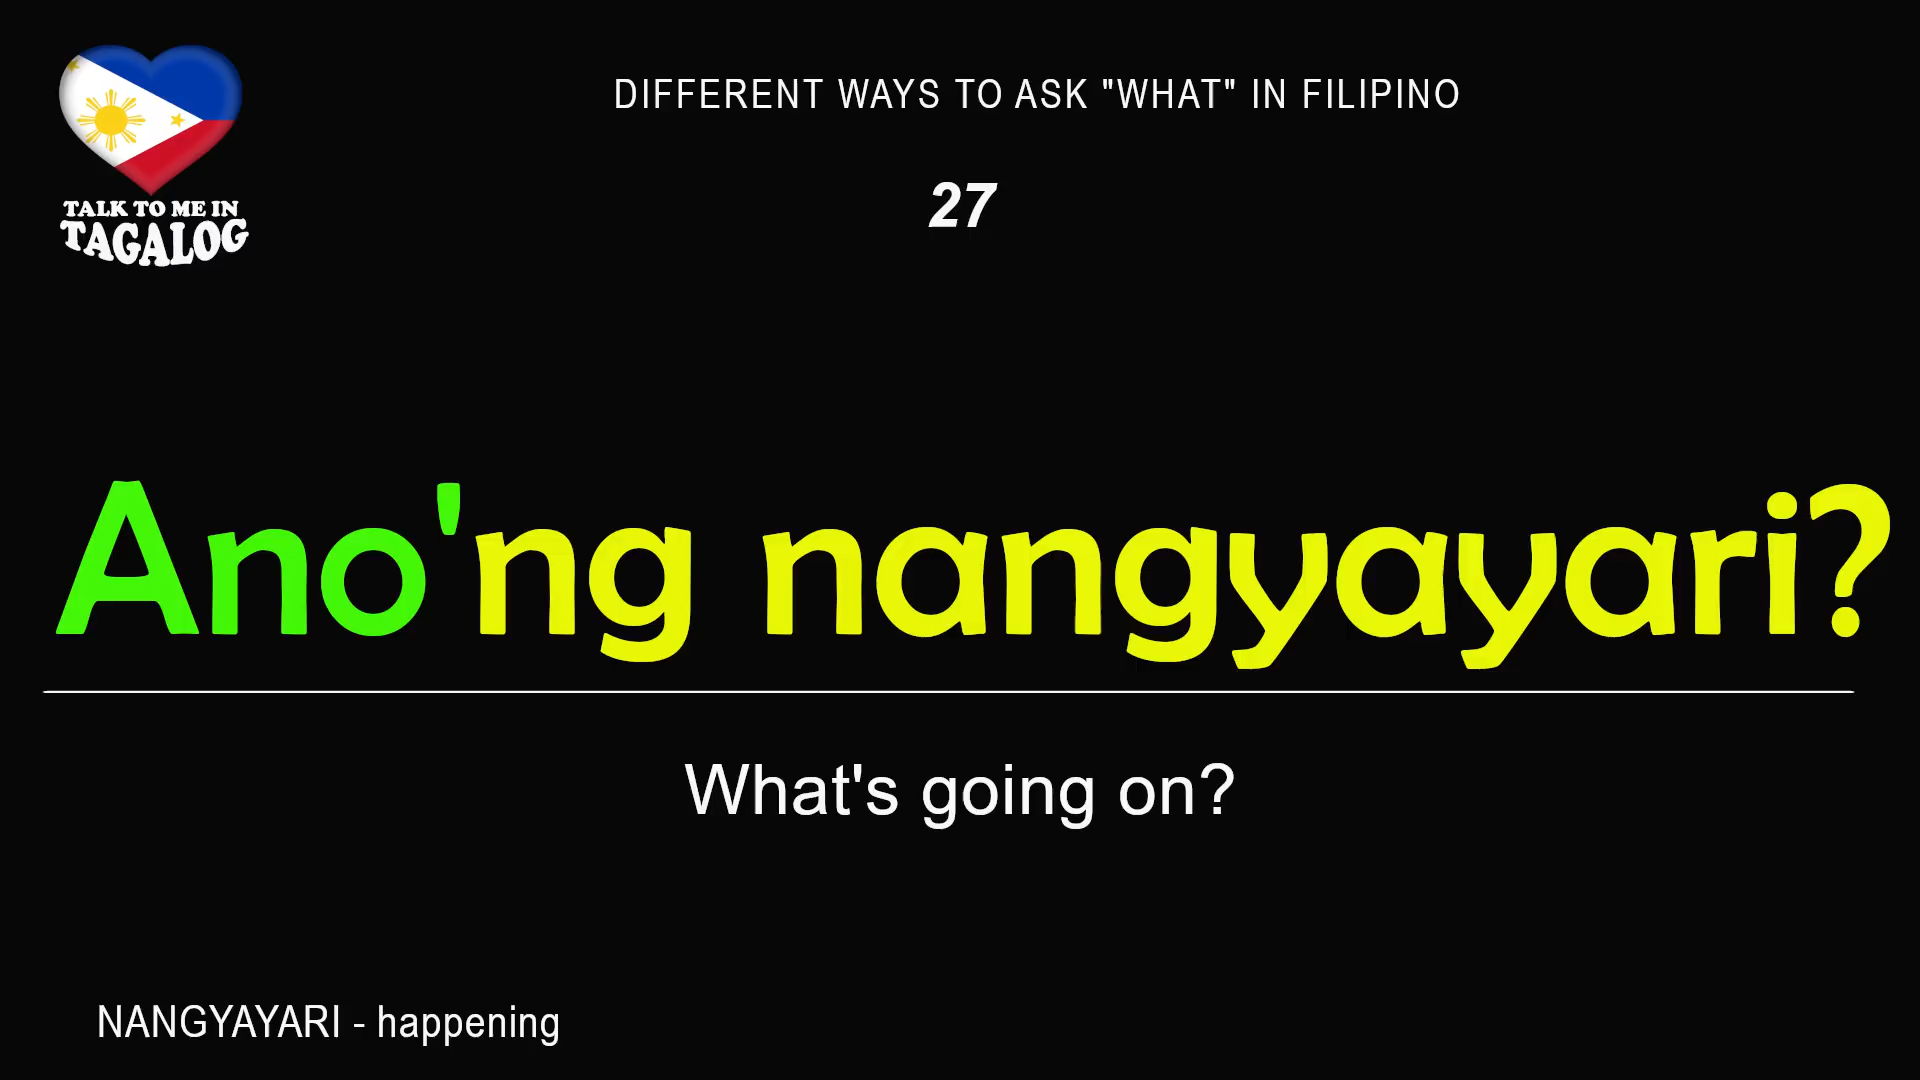 TALK TO ME IN
TAGALOG
DIFFERENT WAYS TO ASK "WHAT" IN FILIPINO
27
Ano'ng nangyayari?
What's going on?
NANGYAYARI - happening